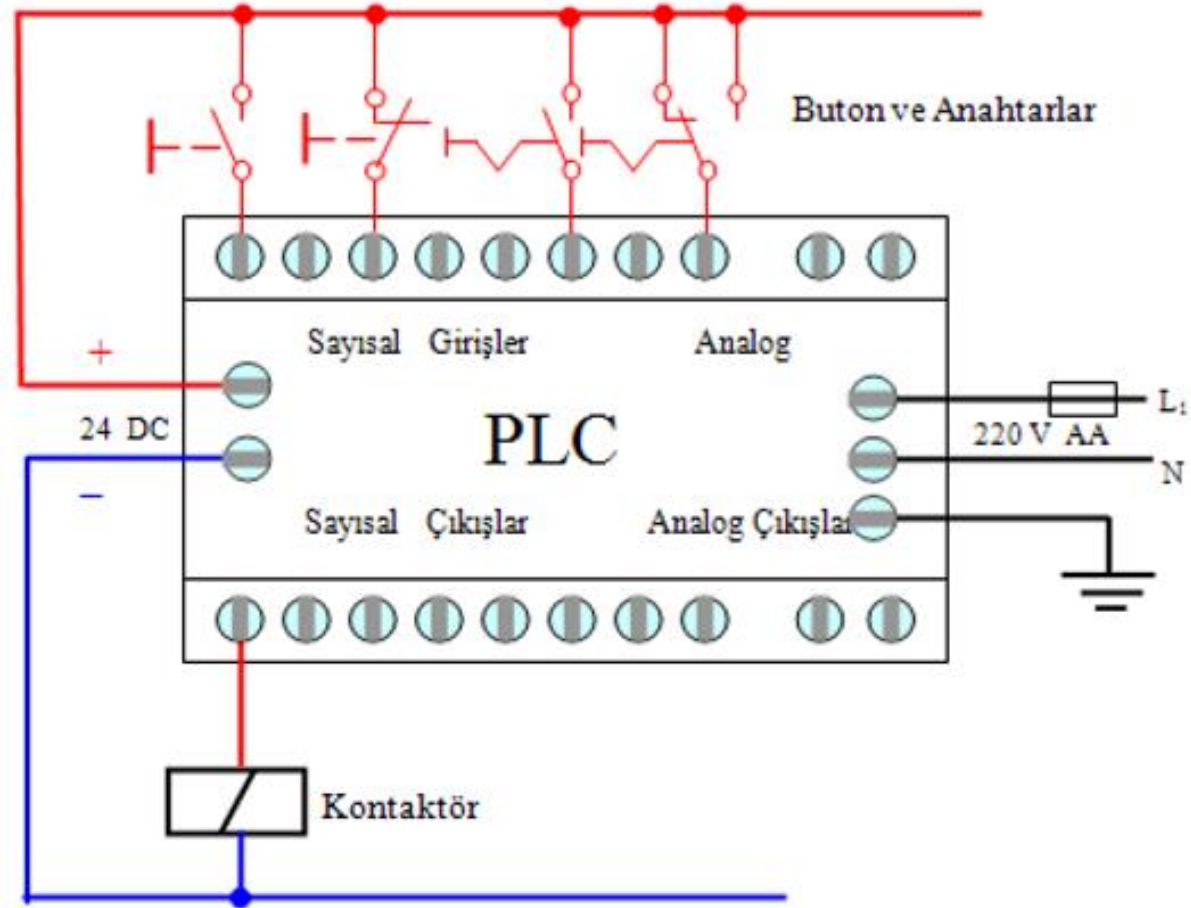 Buton ve Anahtarlar
Sayısal Girişler Analog
+
24 DC
−
PLC
L₁
220 V AA
N
Sayısal Çıkışlar Analog Çıkışlar
Kontaktör